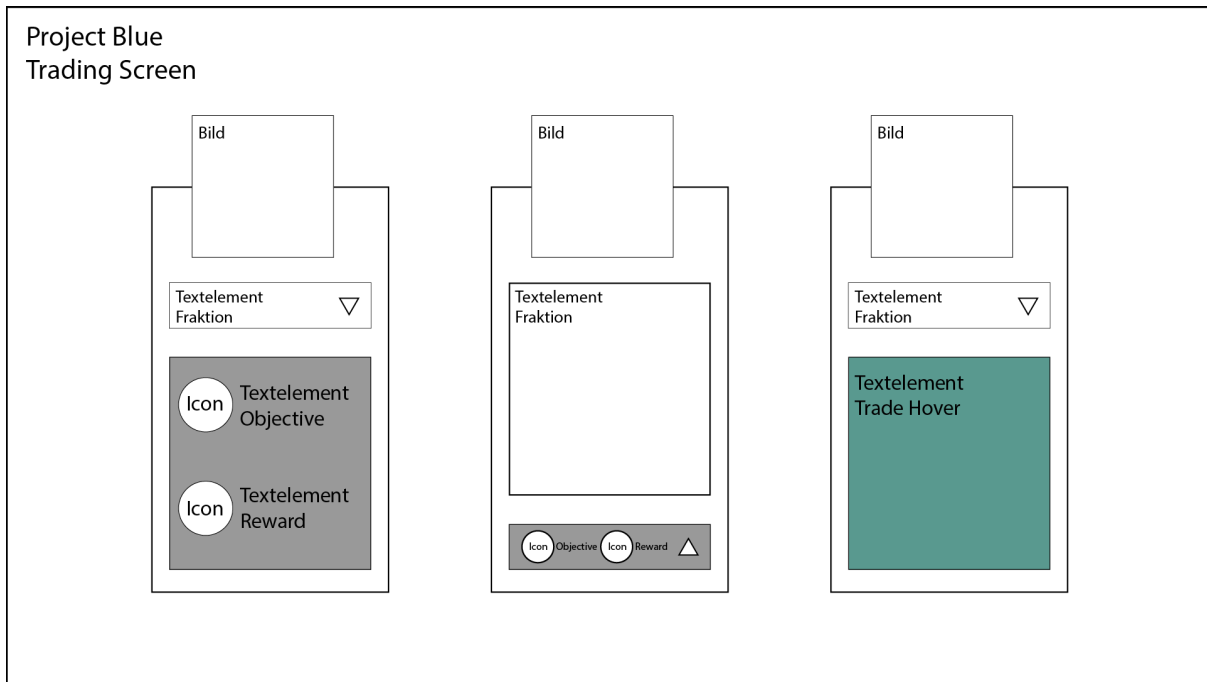 Project Blue
Trading Screen
Bild
Textelement
Fraktion
Icon
Textelement
Objective
Icon
Textelement
Reward
Bild
Textelement
Fraktion
Icon Objective Icon Reward
Bild
Textelement
Fraktion
Textelement
Trade Hover